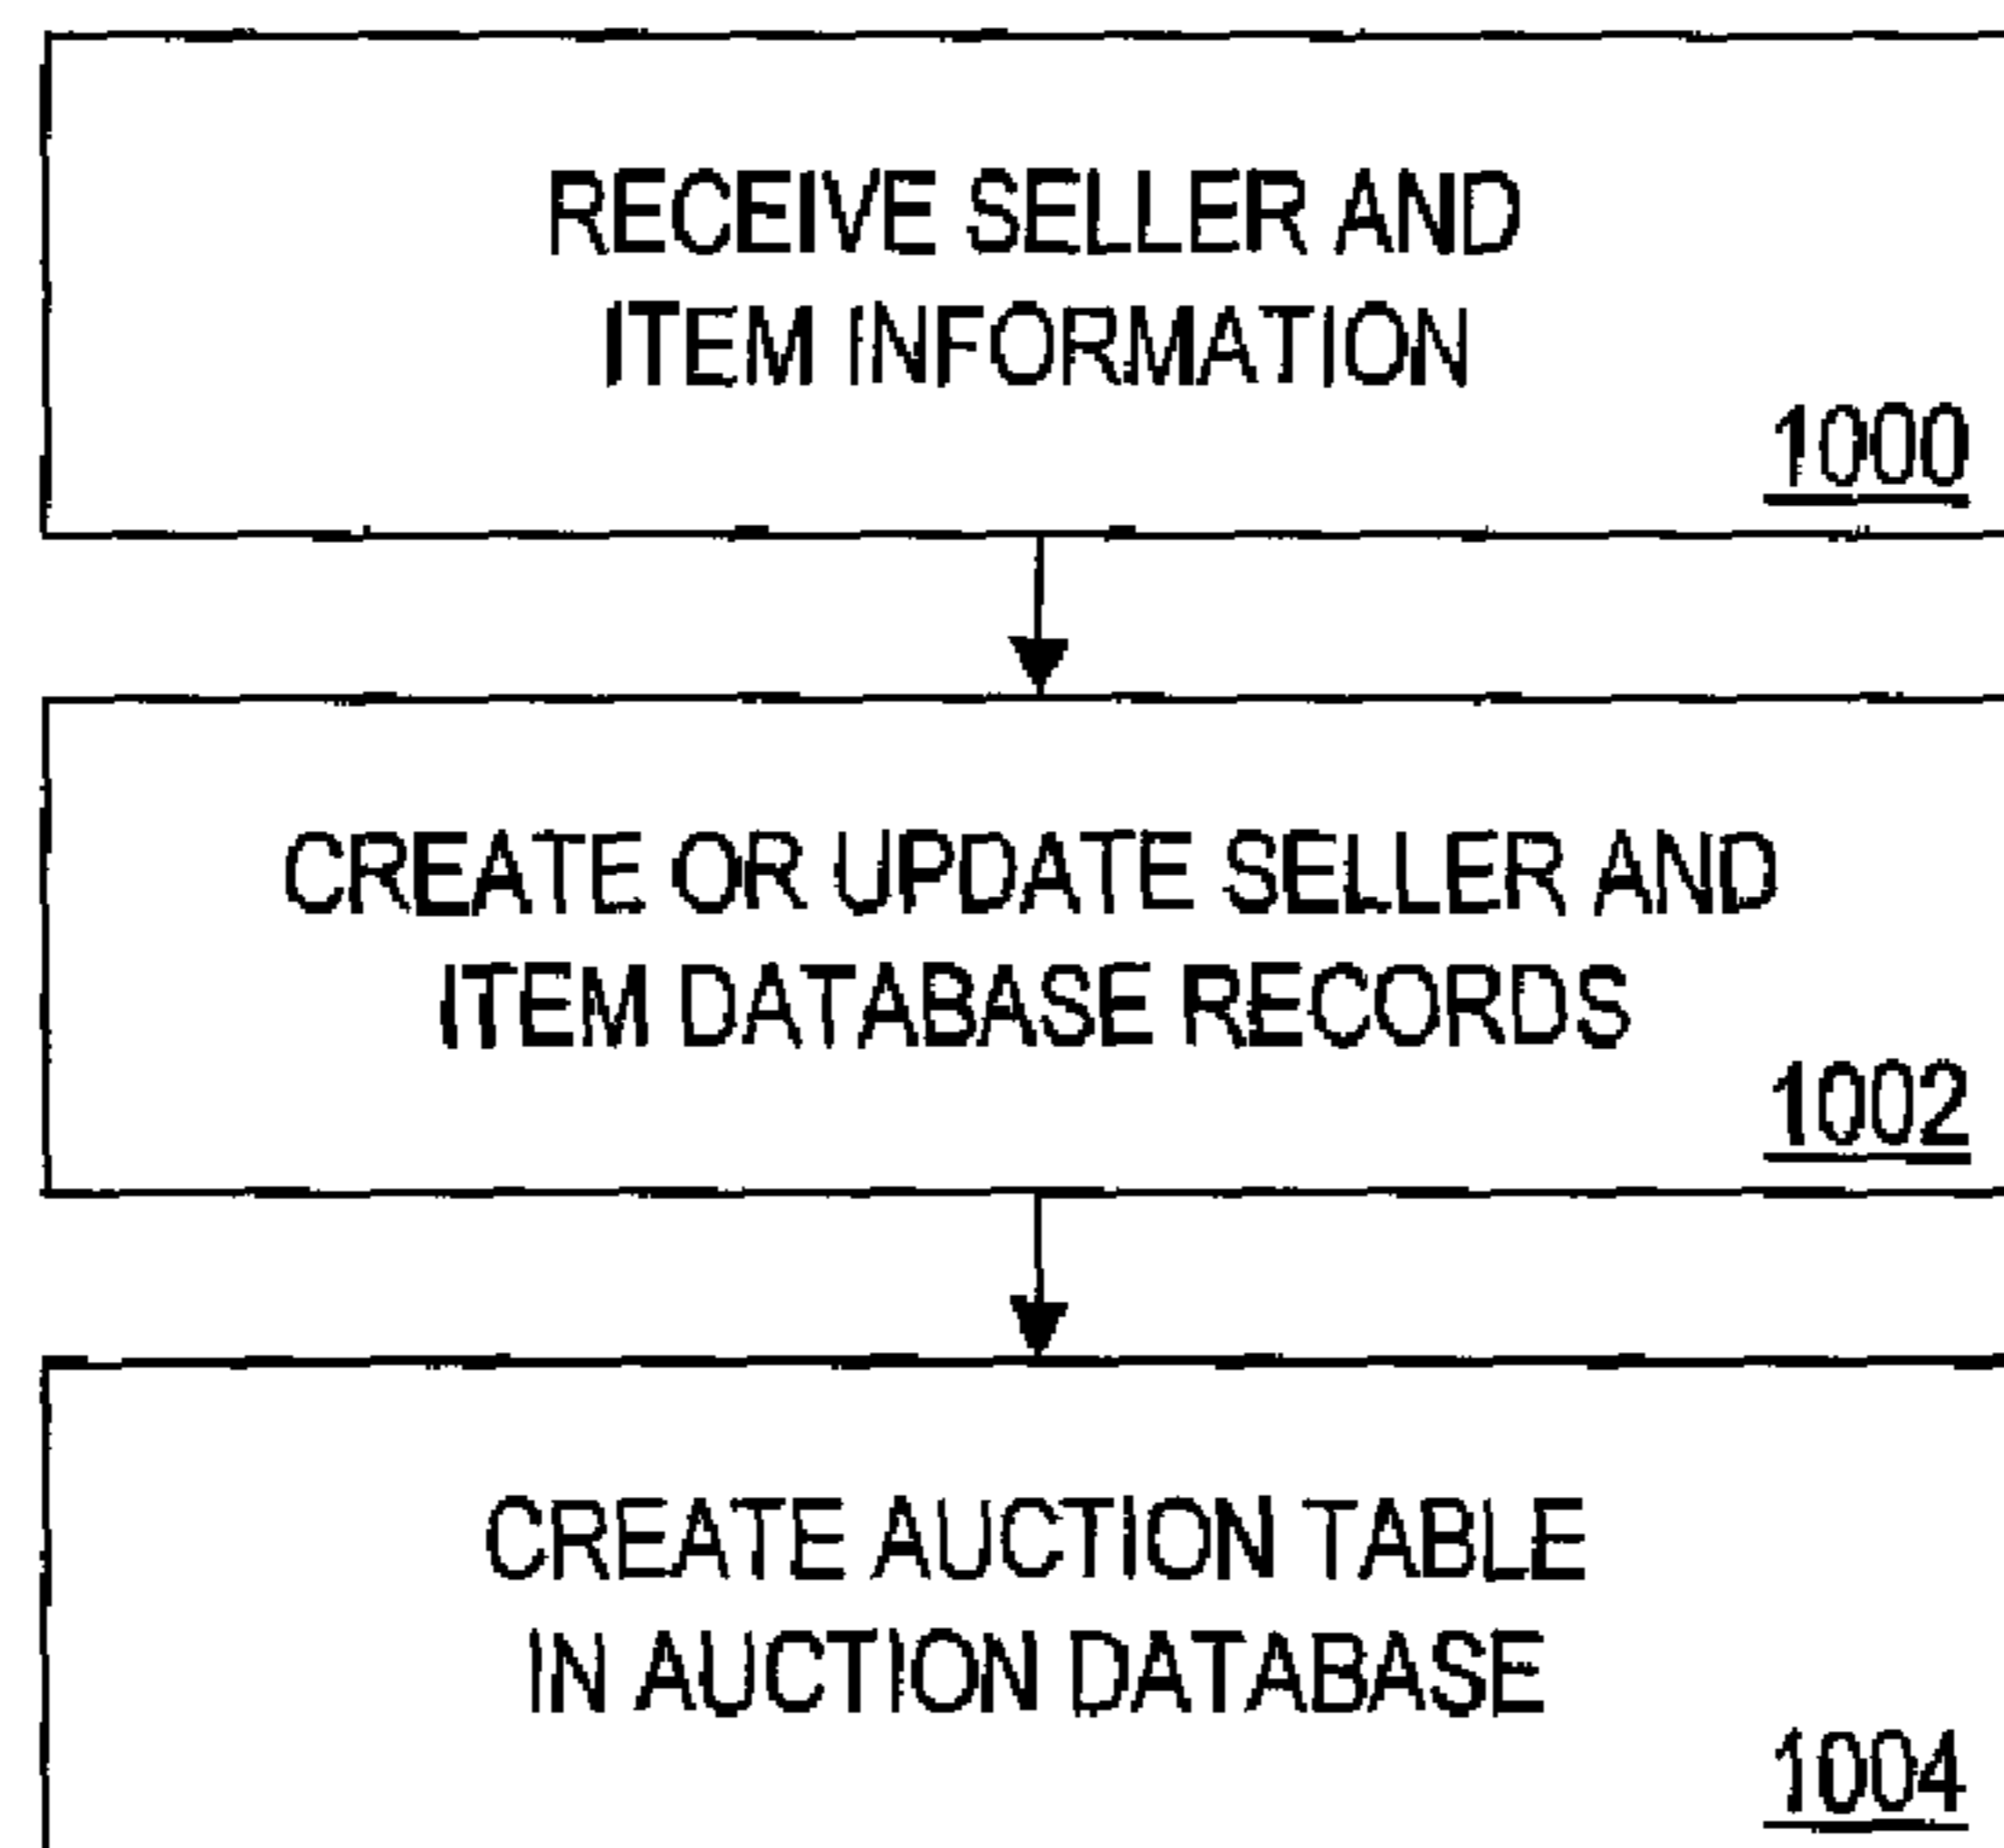 RECEIVE SELLER AND
ITEM INFORMATION
1000
CREATE OR UPDATE SELLER AND
ITEM DATABASE RECORDS
1002
CREATE AUCTION TABLE
IN AUCTION DATABASE
1004